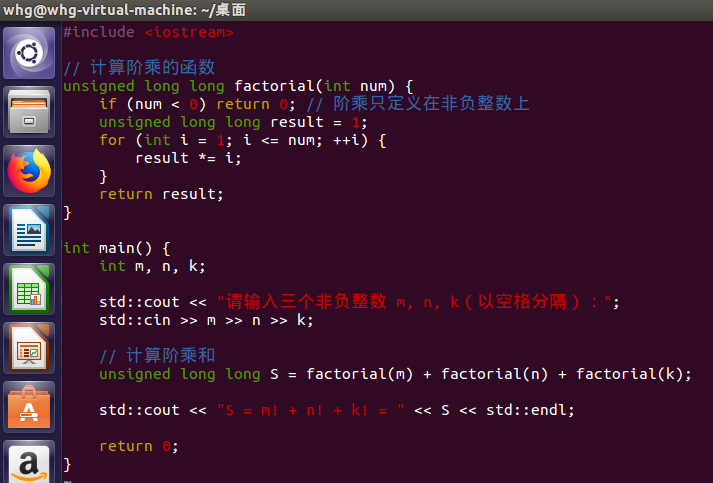 whg@whg-virtual-machine: ~/桌面
#include <iostream>
// 计算阶乘的函数
unsigned long long factorial(int num) {
    if (num < 0) return 0; // 阶乘只定义在非负整数上
    unsigned long long result = 1;
    for (int i = 1; i <= num; ++i) {
        result *= i;
    }
    return result;
}
int main() {
    int m, n, k;
    std::cout << "请输入三个非负整数 m, n, k（以空格分隔）：";
    std::cin >> m >> n >> k;
    // 计算阶乘和
    unsigned long long S = factorial(m) + factorial(n) + factorial(k);
    std::cout << "S = m! + n! + k! = " << S << std::endl;
    return 0;
}
~